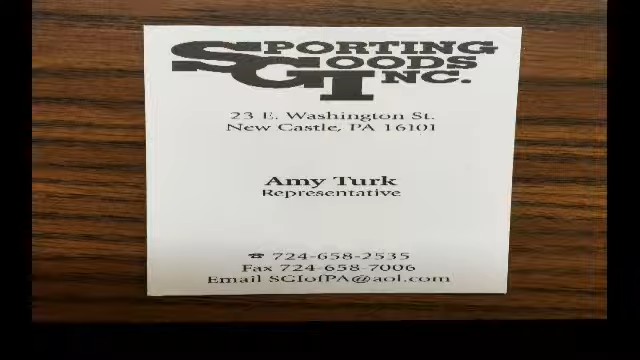 SPORTING
GOODS
INC.
23 E. Washington St.
New Castle, PA 16101
Amy Turk
Representative
☎ 724-658-2535
Fax 724-658-7006
Email SGIofPA@aol.com